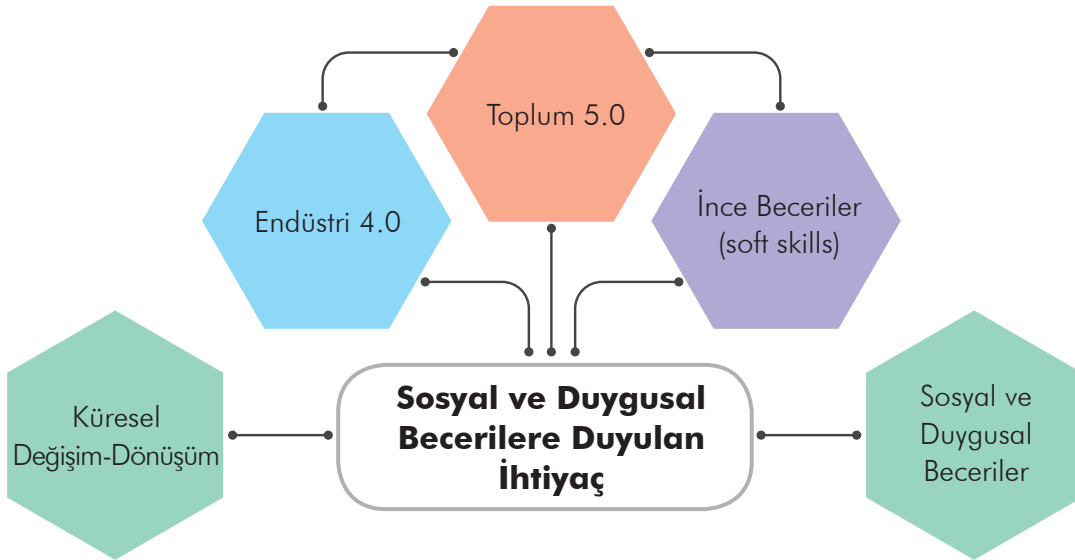 Toplum 5.0
Endüstri 4.0
İnce Beceriler
(soft skills)
Küresel
Değişim-Dönüşüm
Sosyal ve Duygusal
Becerilere Duyulan
İhtiyaç
Sosyal ve
Duygusal
Beceriler